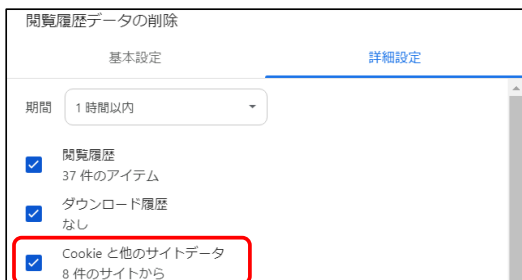 閲覧履歴データの削除
基本設定
詳細設定
期間
1 時間以内
閲覧履歴
37 件のアイテム
ダウンロード履歴
なし
Cookie と他のサイトデータ
8 件のサイトから